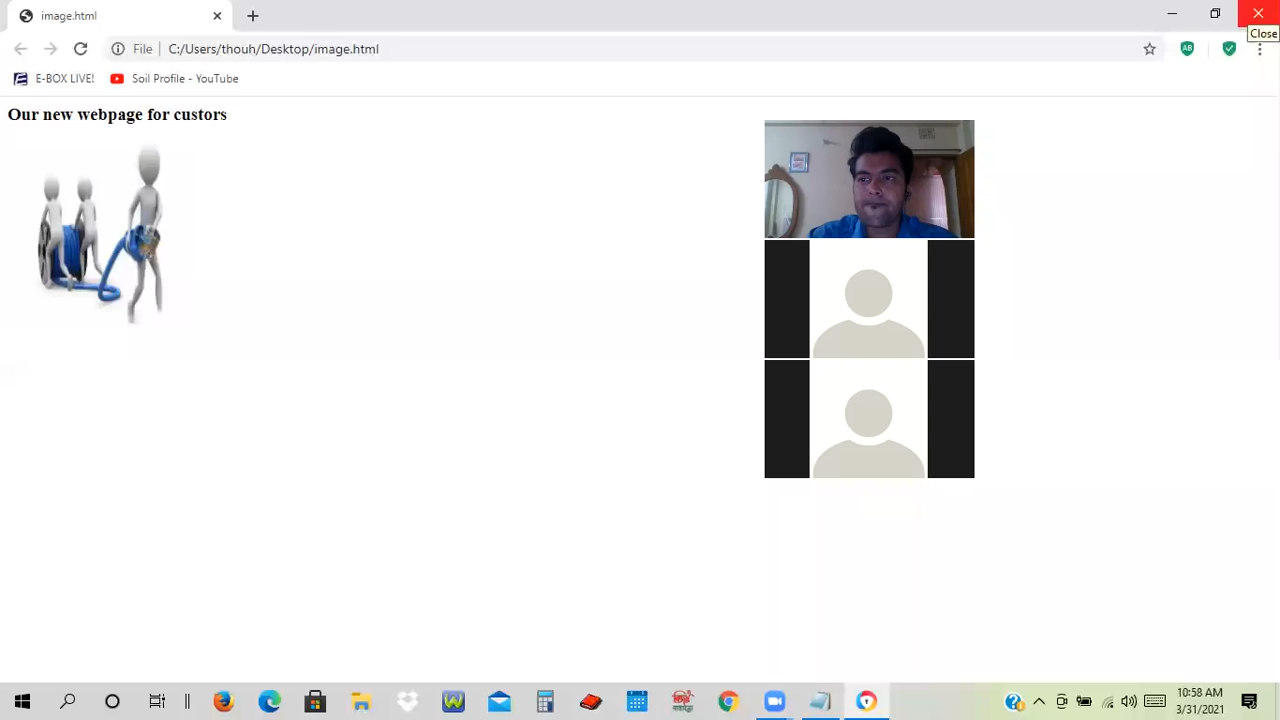 image.html
Close
File
C:/Users/thouh/Desktop/image.html
AB
E-BOX LIVE!
Soil Profile - YouTube
Our new webpage for custors
10:58 AM
3/31/2021